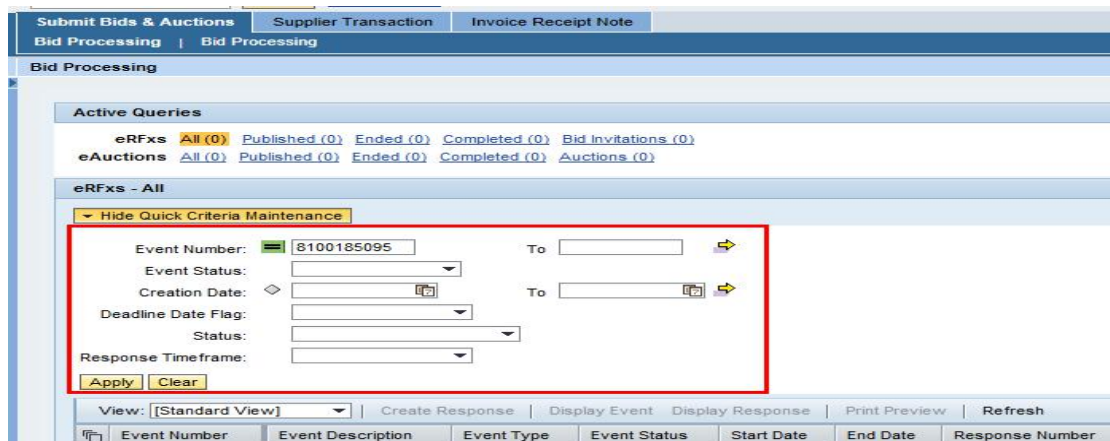 Submit Bids & Auctions Supplier Transaction Invoice Receipt Note
Bid Processing | Bid Processing
Bid Processing
Active Queries
eRFxs All (0) Published (0) Ended (0) Completed (0) Bid Invitations (0)
eAuctions All (0) Published (0) Ended (0) Completed (0) Auctions (0)
eRFxs - All
Hide Quick Criteria Maintenance
Event Number: 8100185095 To
Event Status:
Creation Date: To
Deadline Date Flag:
Status:
Response Timeframe:
Apply Clear
View: [Standard View] | Create Response | Display Event Display Response | Print Preview | Refresh
Event Number Event Description Event Type Event Status Start Date End Date Response Number